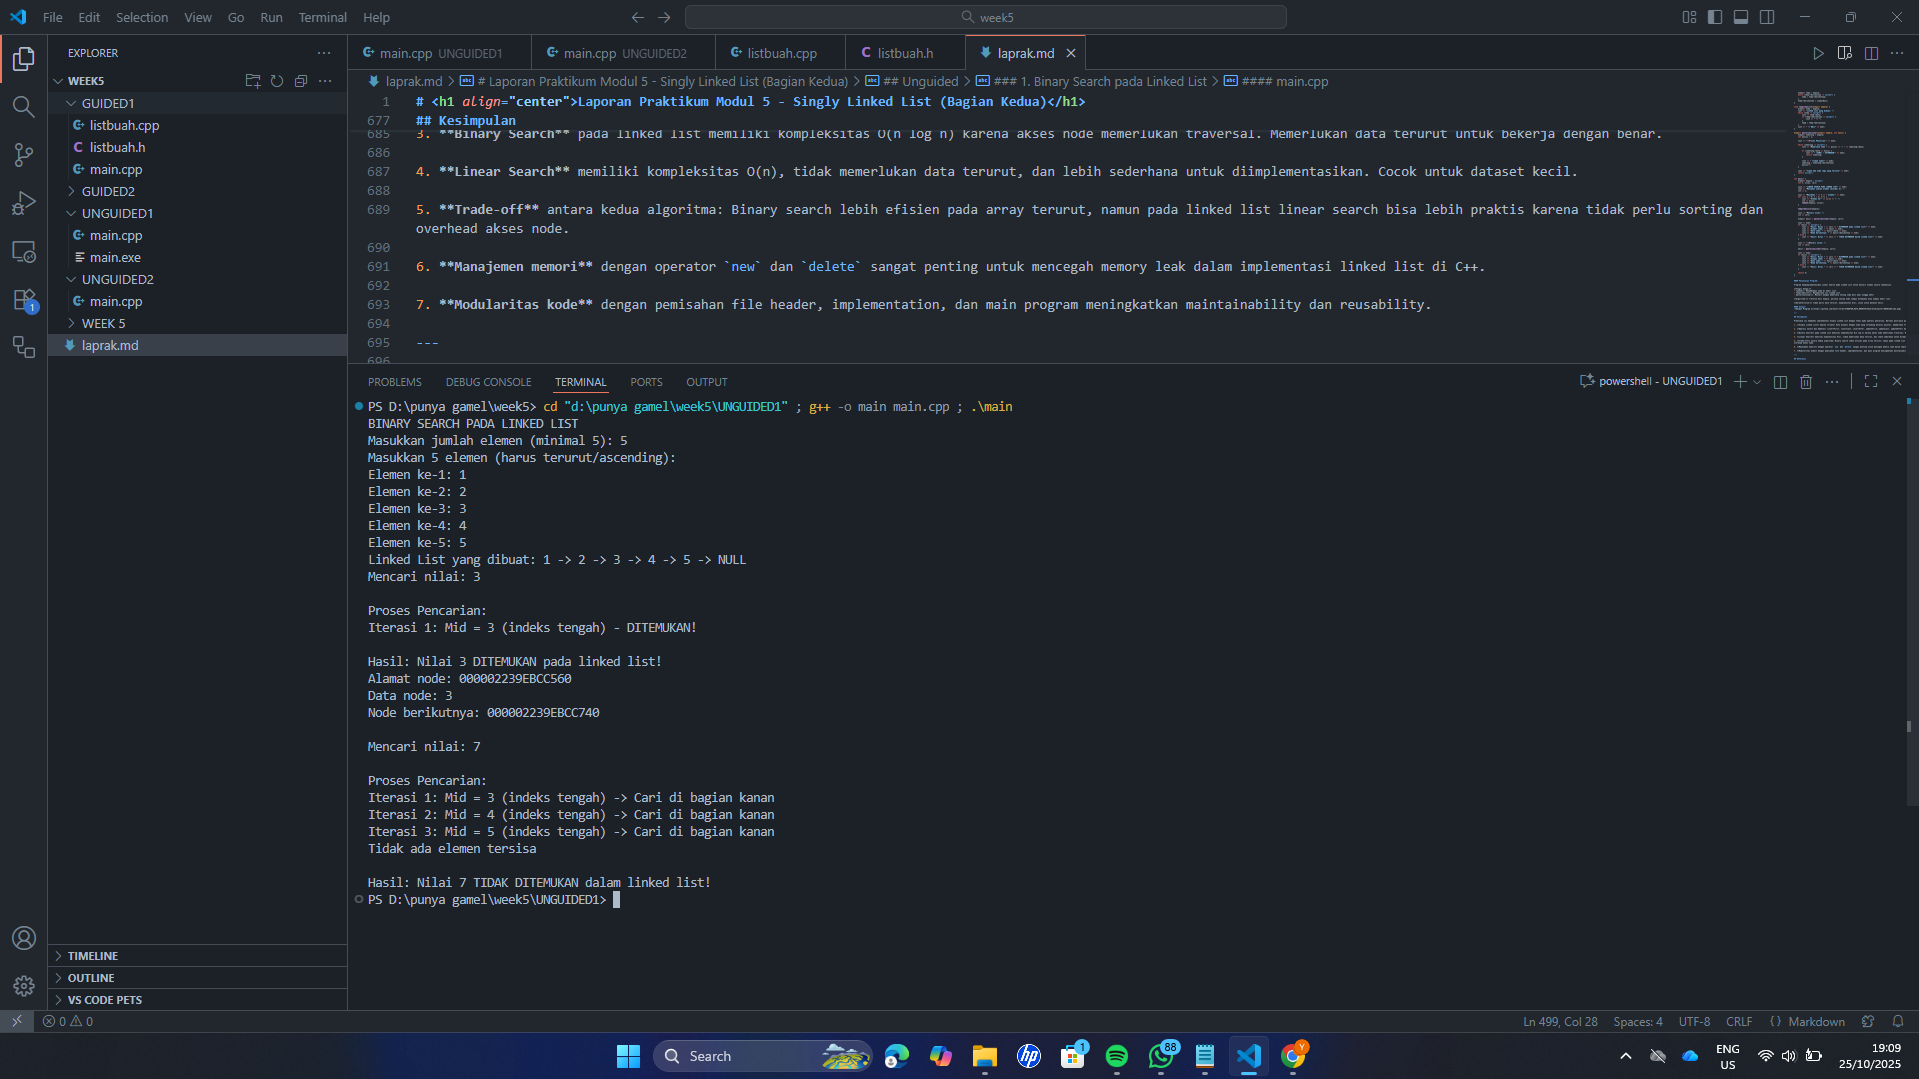 File Edit Selection View Go Run Terminal Help
week5
EXPLORER
WEEK5
GUIDED1
listbuah.cpp
listbuah.h
main.cpp
GUIDED2
UNGUIDED1
main.cpp
main.exe
UNGUIDED2
main.cpp
WEEK 5
laprak.md
TIMELINE
OUTLINE
VS CODE PETS
main.cpp UNGUIDED1
main.cpp UNGUIDED2
listbuah.cpp
listbuah.h
laprak.md
laprak.md > # Laporan Praktikum Modul 5 - Singly Linked List (Bagian Kedua) > ## Unguided > ### 1. Binary Search pada Linked List > #### main.cpp
1 # <h1 align="center">Laporan Praktikum Modul 5 - Singly Linked List (Bagian Kedua)</h1>
677 ## Kesimpulan
685 3. **Binary Search** pada linked list memiliki kompleksitas O(n log n) karena akses node memerlukan traversal. Memerlukan data terurut untuk bekerja dengan benar.
686
687 4. **Linear Search** memiliki kompleksitas O(n), tidak memerlukan data terurut, dan lebih sederhana untuk diimplementasikan. Cocok untuk dataset kecil.
688
689 5. **Trade-off** antara kedua algoritma: Binary search lebih efisien pada array terurut, namun pada linked list linear search bisa lebih praktis karena tidak perlu sorting dan
overhead akses node.
690
691 6. **Manajemen memori** dengan operator `new` dan `delete` sangat penting untuk mencegah memory leak dalam implementasi linked list di C++.
692
693 7. **Modularitas kode** dengan pemisahan file header, implementation, dan main program meningkatkan maintainability dan reusability.
694
695 ---
696
PROBLEMS DEBUG CONSOLE TERMINAL PORTS OUTPUT
powershell - UNGUIDED1
PS D:\punya gamel\week5> cd "d:\punya gamel\week5\UNGUIDED1" ; g++ -o main main.cpp ; .\main
BINARY SEARCH PADA LINKED LIST
Masukkan jumlah elemen (minimal 5): 5
Masukkan 5 elemen (harus terurut/ascending):
Elemen ke-1: 1
Elemen ke-2: 2
Elemen ke-3: 3
Elemen ke-4: 4
Elemen ke-5: 5
Linked List yang dibuat: 1 -> 2 -> 3 -> 4 -> 5 -> NULL
Mencari nilai: 3
Proses Pencarian:
Iterasi 1: Mid = 3 (indeks tengah) - DITEMUKAN!
Hasil: Nilai 3 DITEMUKAN pada linked list!
Alamat node: 000002239EBCC560
Data node: 3
Node berikutnya: 000002239EBCC740
Mencari nilai: 7
Proses Pencarian:
Iterasi 1: Mid = 3 (indeks tengah) -> Cari di bagian kanan
Iterasi 2: Mid = 4 (indeks tengah) -> Cari di bagian kanan
Iterasi 3: Mid = 5 (indeks tengah) -> Cari di bagian kanan
Tidak ada elemen tersisa
Hasil: Nilai 7 TIDAK DITEMUKAN dalam linked list!
PS D:\punya gamel\week5\UNGUIDED1>
0 0
Ln 499, Col 28 Spaces: 4 UTF-8 CRLF {} Markdown
Search
1
88
ENG
US
19:09
25/10/2025